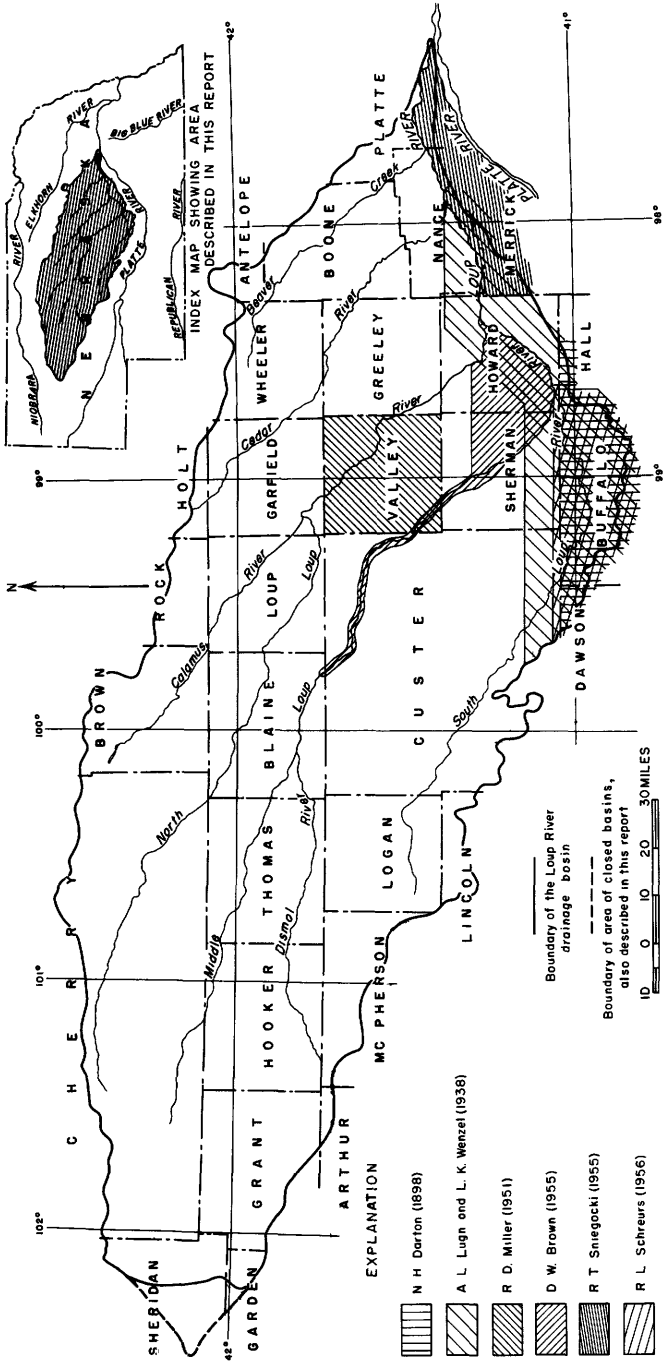 N
102°
101°
100°
99°
42°
42°
41°
99°
98°
SHERIDAN
GARDEN
CHERRY
GRANT
ARTHUR
HOOKER
MC PHERSON
THOMAS
LOGAN
LINCOLN
BROWN
BLAINE
CUSTER
DAWSON
ROCK
LOUP
HOLT
GARFIELD
VALLEY
SHERMAN
BUFFALO
WHEELER
GREELEY
HOWARD
HALL
ANTELOPE
BOONE
NANCE
MERRICK
PLATTE
North
Middle
Dismal
River
Loup
Calamus
River
Loup
South
Loup
River
Cedar
River
River
River
Beaver
Creek
LOUP
RIVER
PLATTE RIVER
NIOBRARA
RIVER
ELKHORN
RIVER
NEBRASKA
PLATTE
RIVER
BIG BLUE RIVER
REPUBLICAN
RIVER
INDEX MAP SHOWING AREA
DESCRIBED IN THIS REPORT
EXPLANATION
N H Darton (1898)
A L Lugn and L. K. Wenzel (1938)
R D. Miller (1951)
D W. Brown (1955)
R T Sniegocki (1955)
R L Schreurs (1956)
Boundary of the Loup River
drainage basin
Boundary of area of closed basins,
also described in this report
10 0 10 20 30 MILES